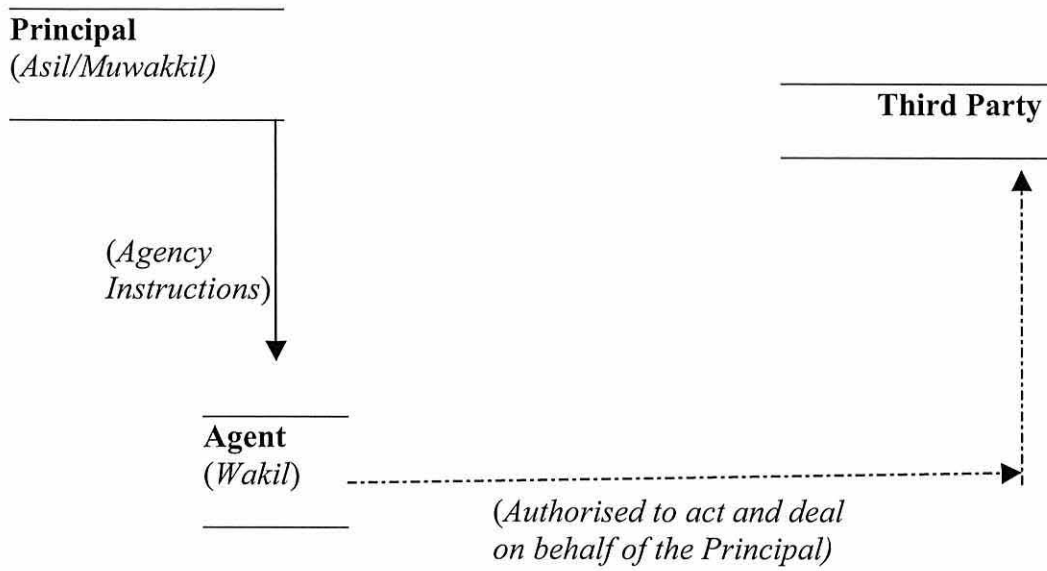 Principal
(Asil/Muwakkil)
Third Party
(Agency
Instructions)
Agent
(Wakil)
(Authorised to act and deal
on behalf of the Principal)